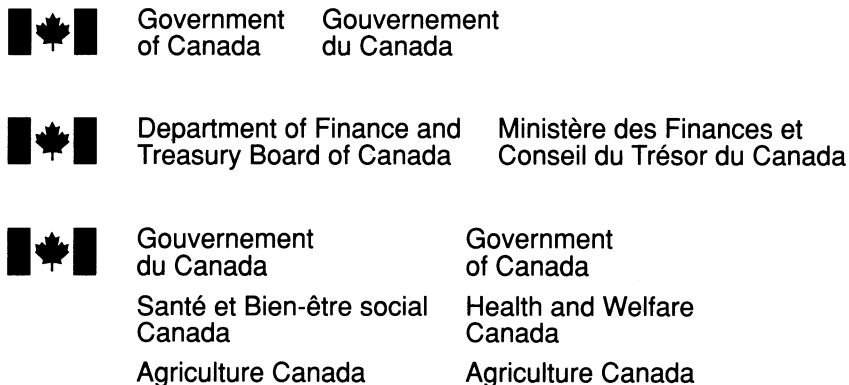 Government
of Canada
Gouvernement
du Canada
Department of Finance and
Treasury Board of Canada
Ministère des Finances et
Conseil du Trésor du Canada
Gouvernement
du Canada
Government
of Canada
Santé et Bien-être social
Canada
Health and Welfare
Canada
Agriculture Canada
Agriculture Canada